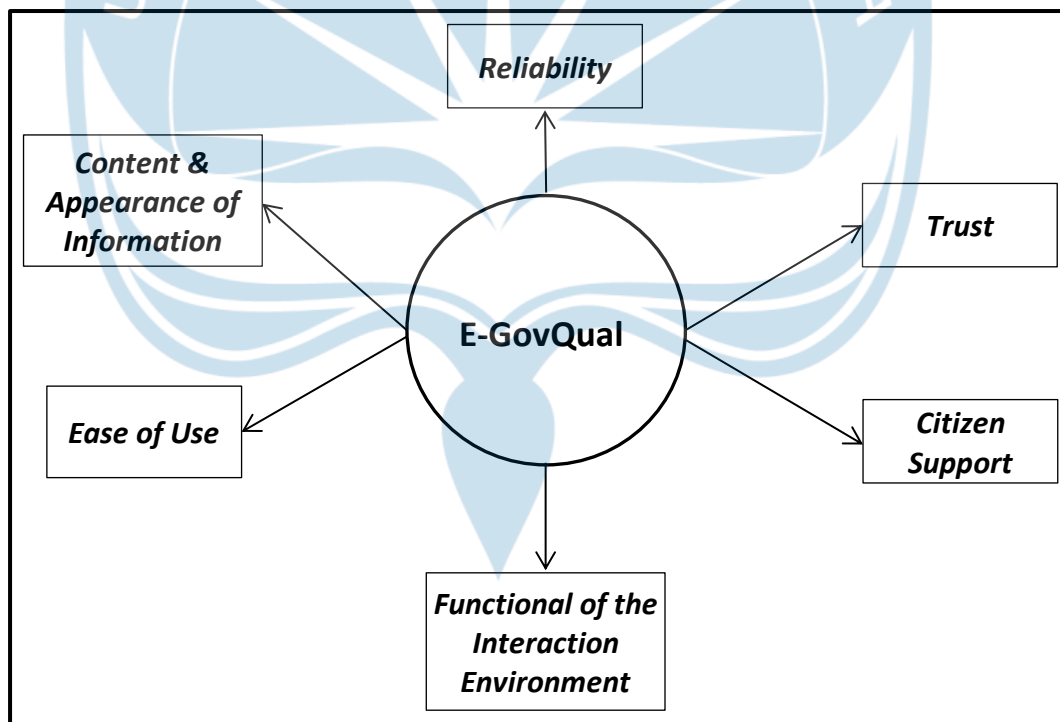 Reliability
Content &
Appearance of
Information
Trust
E-GovQual
Ease of Use
Citizen
Support
Functional of the
Interaction
Environment